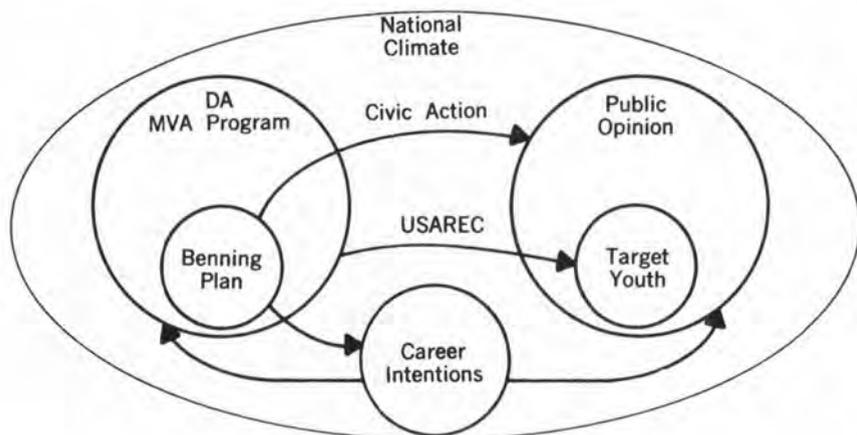 National
Climate
DA
MVA Program
Civic Action
Public
Opinion
USAREC
Benning
Plan
Target
Youth
Career
Intentions